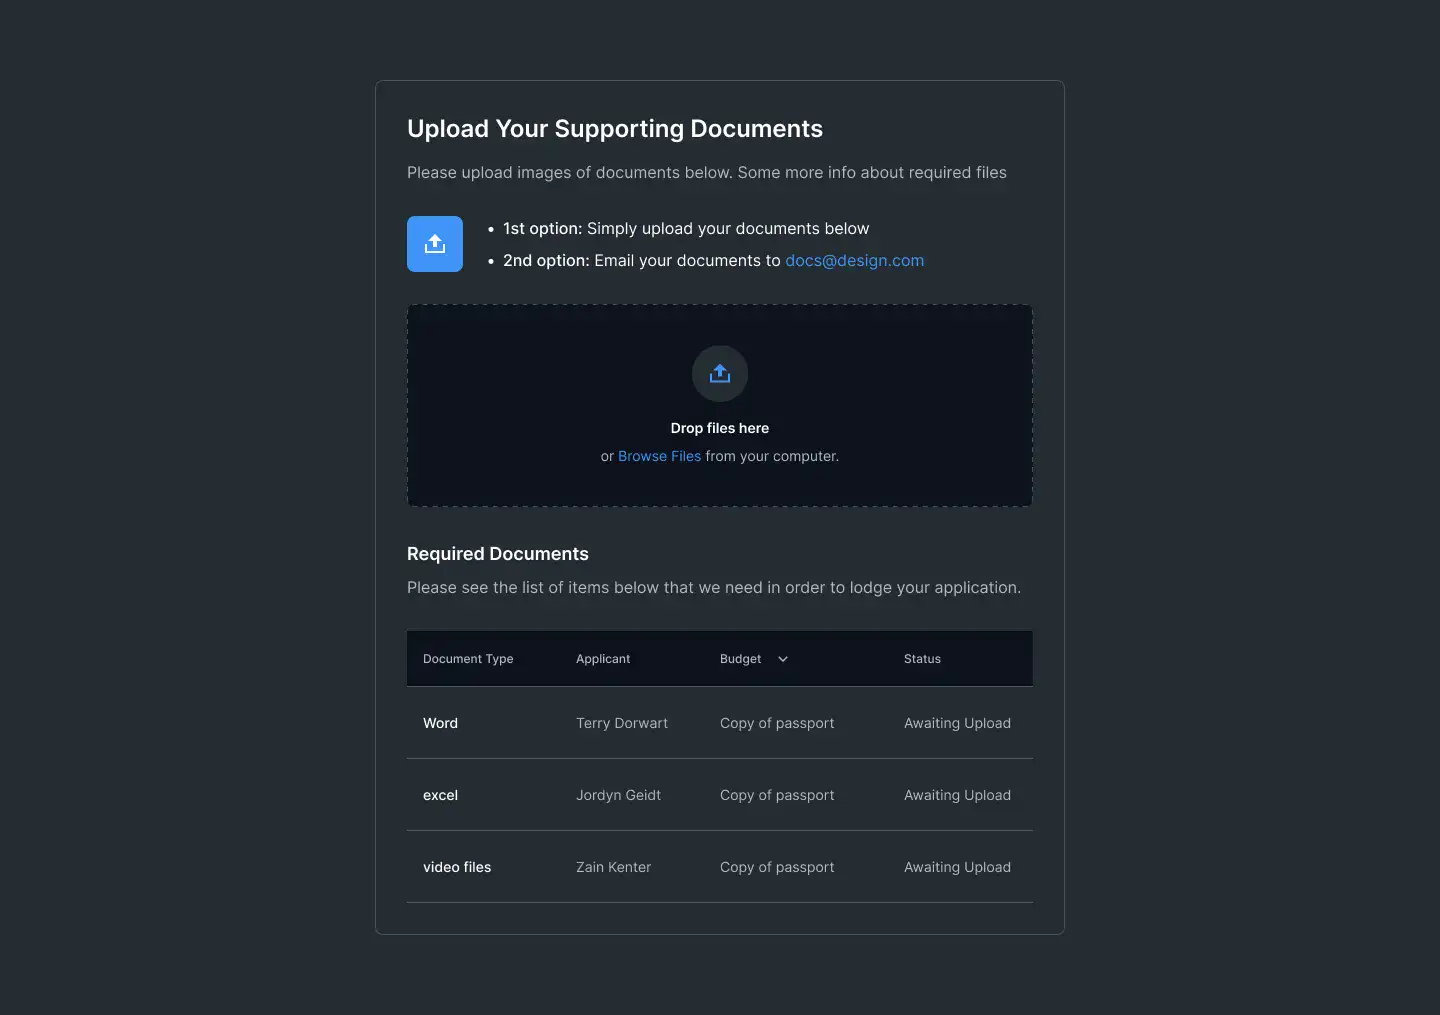 Upload Your Supporting Documents
Please upload images of documents below. Some more info about required files
• 1st option: Simply upload your documents below
• 2nd option: Email your documents to docs@design.com
Drop files here
or Browse Files from your computer.
Required Documents
Please see the list of items below that we need in order to lodge your application.
Document Type Applicant Budget Status
Word Terry Dorwart Copy of passport Awaiting Upload
excel Jordyn Geidt Copy of passport Awaiting Upload
video files Zain Kenter Copy of passport Awaiting Upload